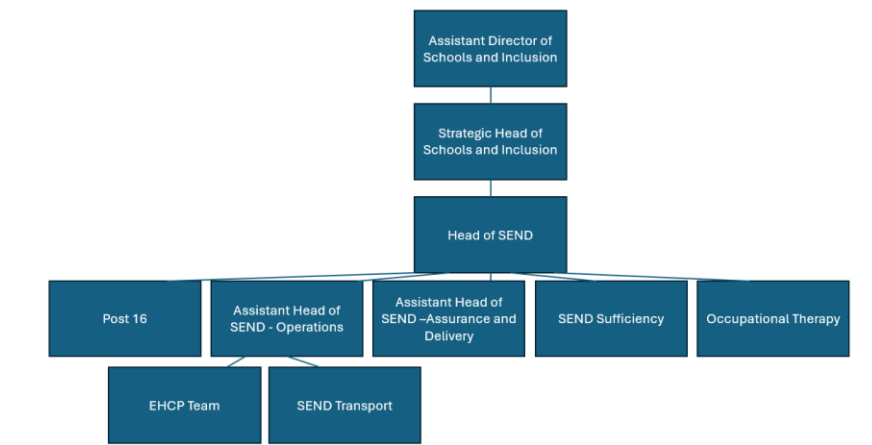 Assistant Director of
Schools and Inclusion
Strategic Head of
Schools and Inclusion
Head of SEND
Post 16
Assistant Head of
SEND - Operations
Assistant Head of
SEND –Assurance and
Delivery
SEND Sufficiency
Occupational Therapy
EHCP Team
SEND Transport